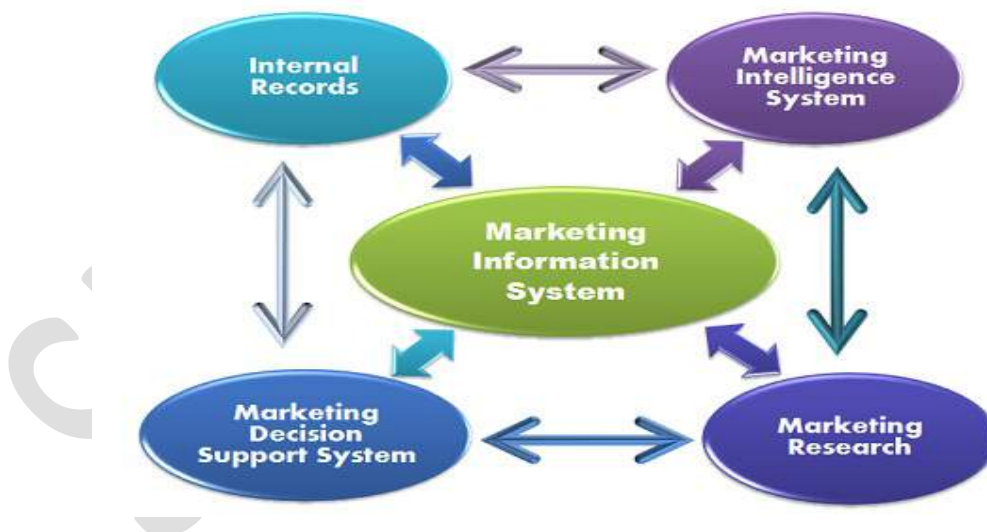 Internal
Records
Marketing
Intelligence
System
Marketing
Information
System
Marketing
Decision
Support System
Marketing
Research